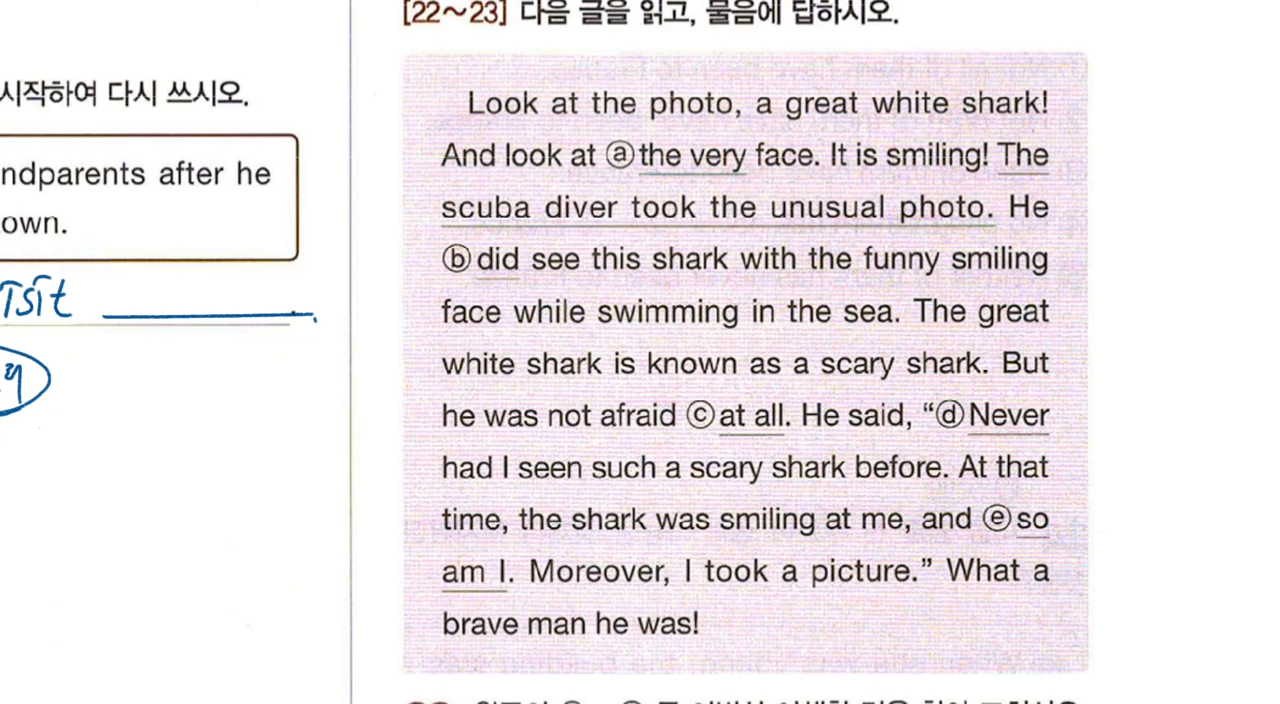 시작하여 다시 쓰시오.
ndparents after he
own.
isit
[22~23] 다음 글을 읽고, 물음에 답하시오.
Look at the photo, a great white shark!
And look at ⓐthe very face. It is smiling! The
scuba diver took the unusual photo. He
ⓑdid see this shark with the funny smiling
face while swimming in the sea. The great
white shark is known as a scary shark. But
he was not afraid ⓒat all. He said, “ⓓNever
had I seen such a scary shark before. At that
time, the shark was smiling at me, and ⓔso
am I. Moreover, I took a picture.” What a
brave man he was!